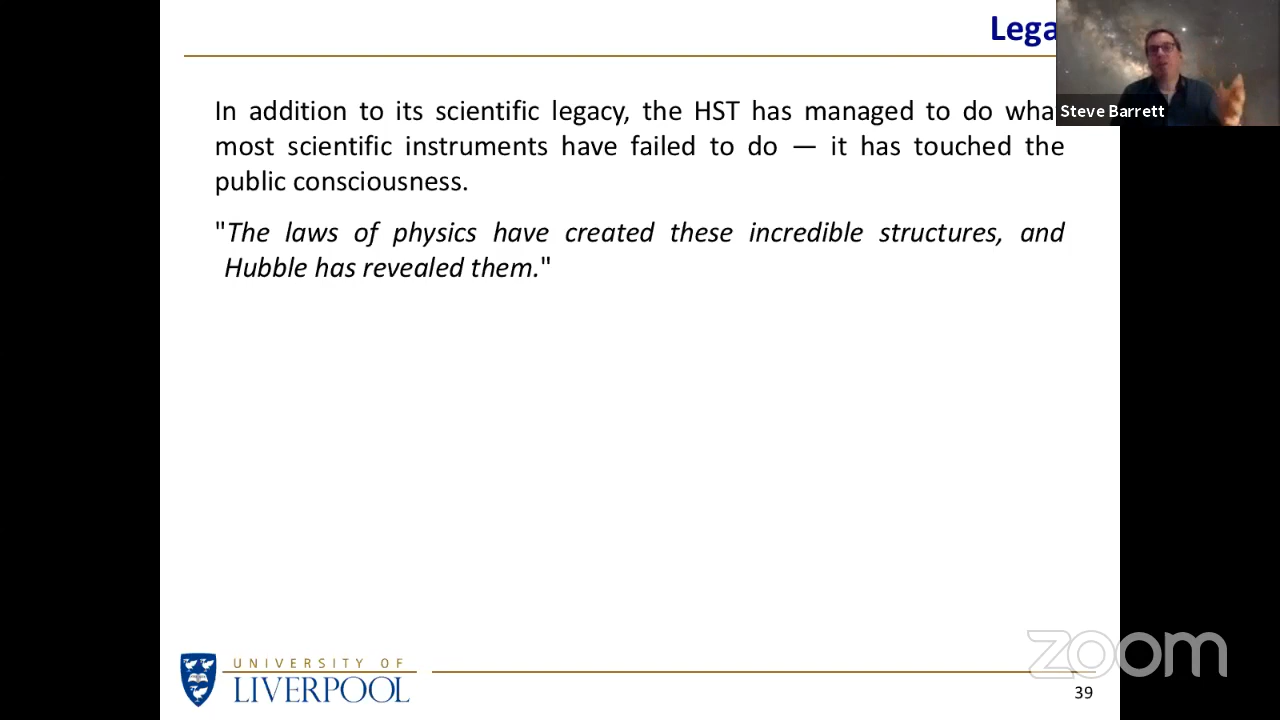 Lega
Steve Barrett
In addition to its scientific legacy, the HST has managed to do wha
most scientific instruments have failed to do — it has touched the
public consciousness.
"The laws of physics have created these incredible structures, and
Hubble has revealed them."
UNIVERSITY OF
LIVERPOOL
zoom
39